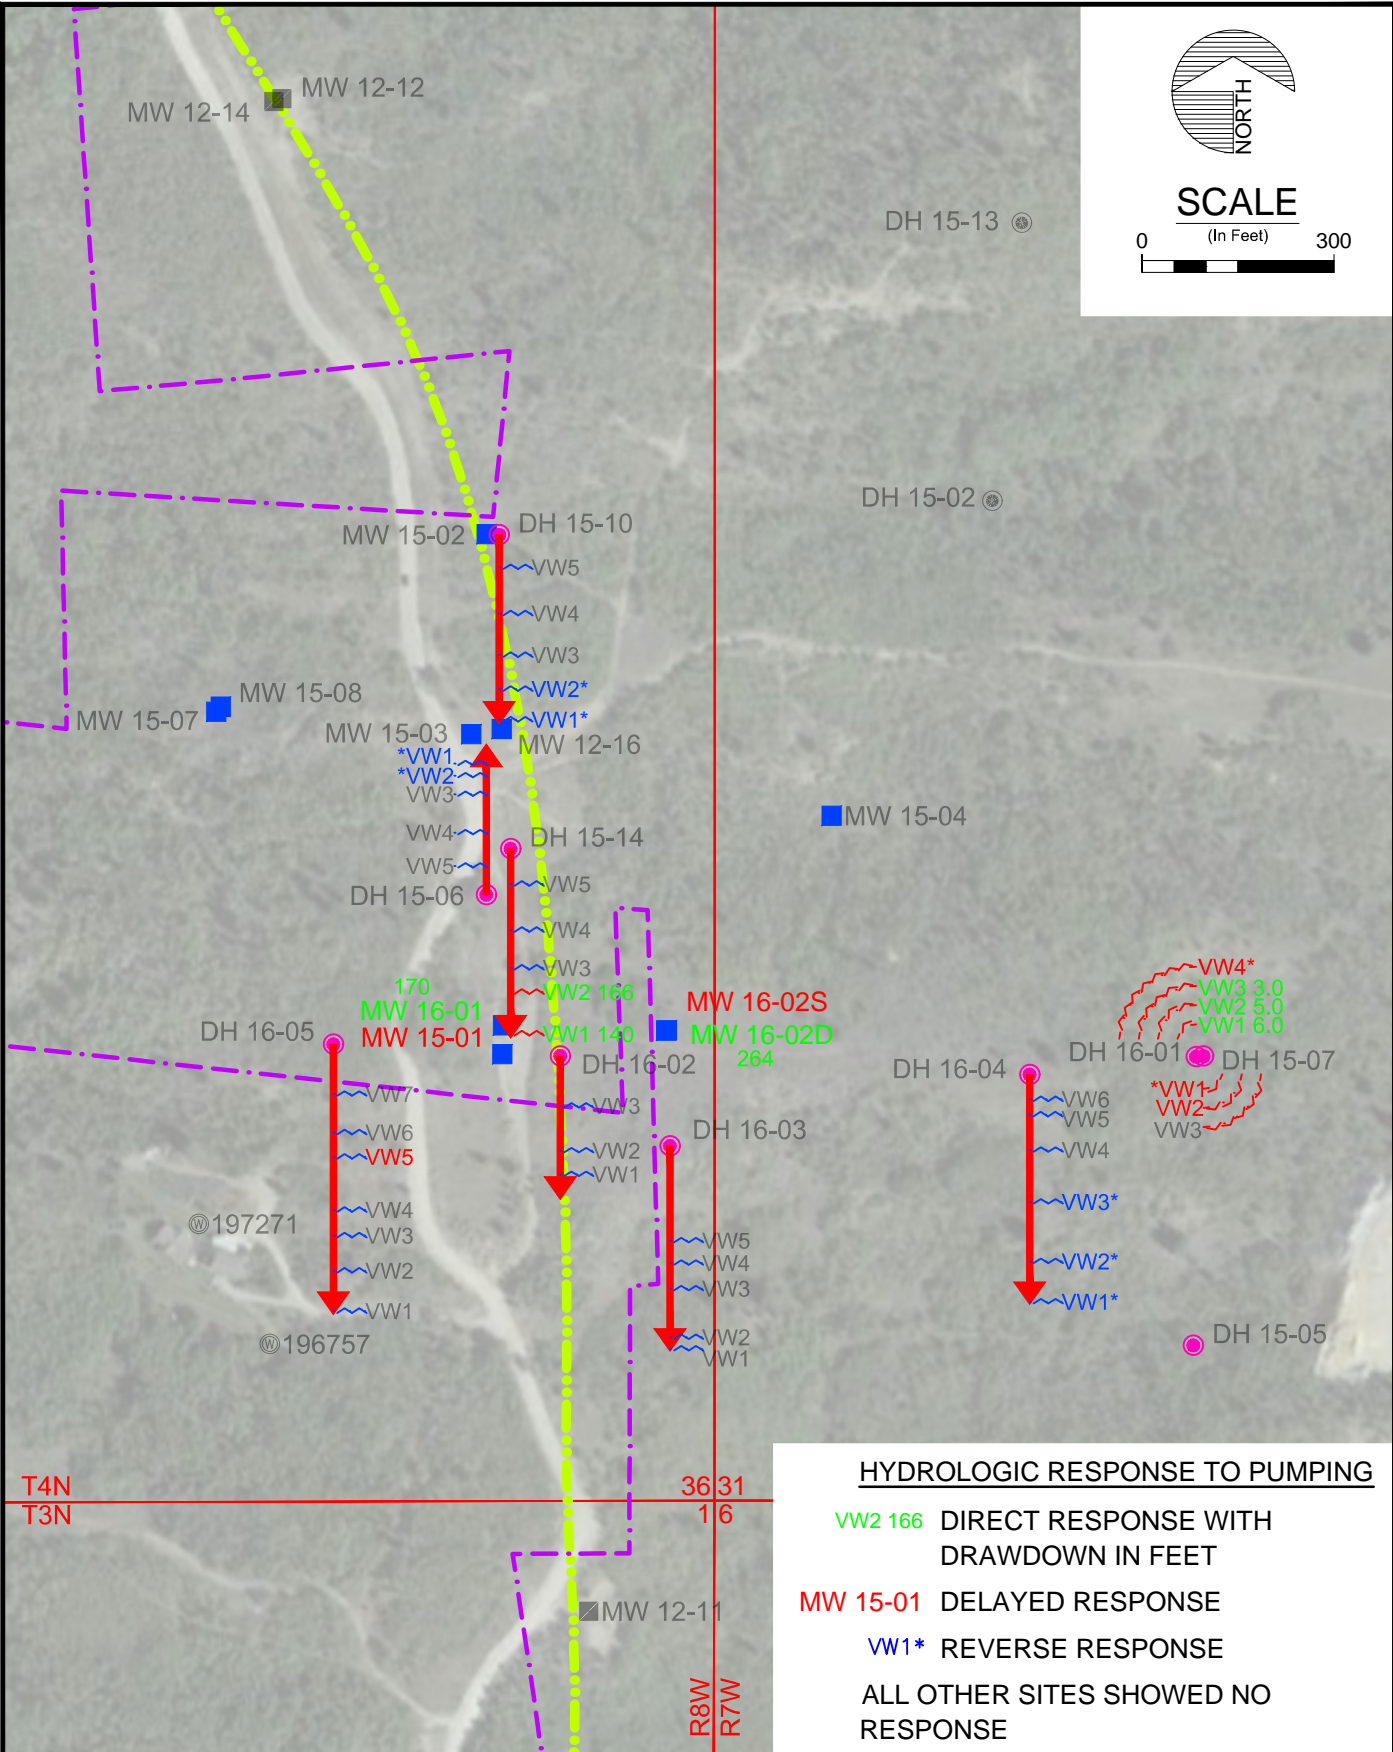 MW 12-12
MW 12-14
NORTH
SCALE
(In Feet)
0 300
DH 15-13
DH 15-02
MW 15-02
DH 15-10
VW5
VW4
VW3
VW2*
VW1*
MW 15-08
MW 15-07
MW 15-03
MW 12-16
*VW1
*VW2
VW3
VW4
VW5
DH 15-06
MW 15-04
DH 15-14
VW5
VW4
VW3
VW2 166
VW1 140
170
MW 16-01
MW 15-01
MW 16-02S
MW 16-02D
264
DH 16-05
VW7
VW6
VW5
VW4
VW3
VW2
VW1
DH 16-02
VW3
VW2
VW1
DH 16-03
VW5
VW4
VW3
VW2
VW1
DH 16-04
VW6
VW5
VW4
VW3*
VW2*
VW1*
VW4*
VW3 3.0
VW2 5.0
VW1 6.0
DH 16-01
DH 15-07
*VW1
VW2
VW3
W 197271
W 196757
DH 15-05
T4N
T3N
36 31
1 6
MW 12-11
R8W
R7W
HYDROLOGIC RESPONSE TO PUMPING
VW2 166 DIRECT RESPONSE WITH
DRAWDOWN IN FEET
MW 15-01 DELAYED RESPONSE
VW1* REVERSE RESPONSE
ALL OTHER SITES SHOWED NO
RESPONSE